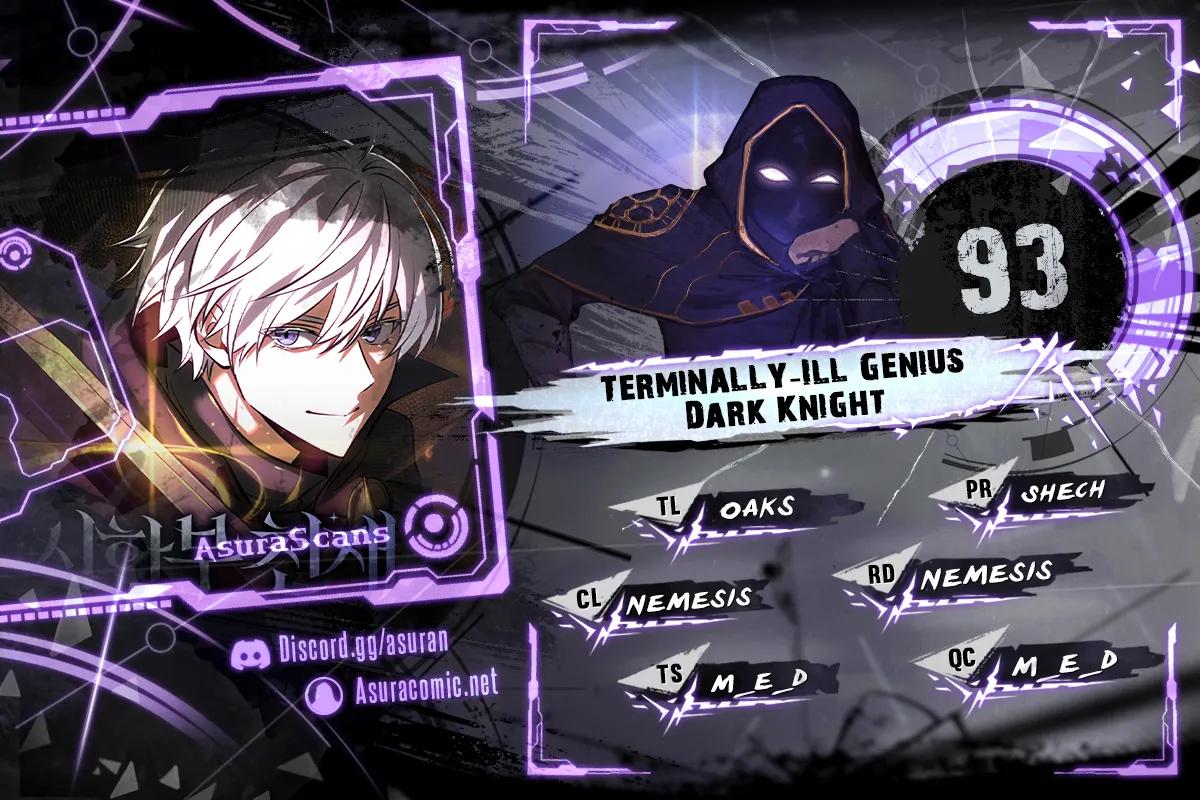 93
TERMINALLY-ILL GENIUS
DARK KNIGHT
TL OAKS
PR SHECH
CL NEMESIS
RD NEMESIS
TS M_E_D
QC M_E_D
AsuraScans
Discord.gg/asuran
Asuracomic.net